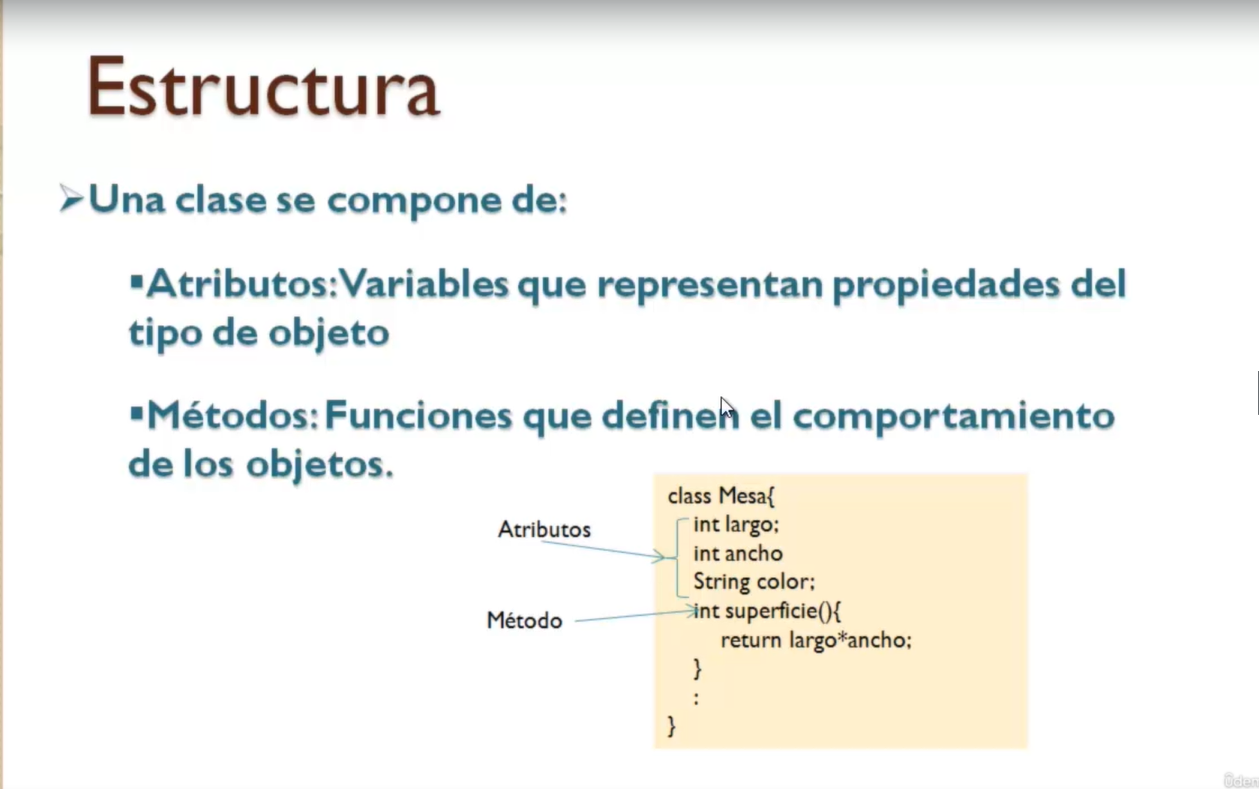 Estructura
➢Una clase se compone de:
▪Atributos:Variables que representan propiedades del
tipo de objeto
▪Métodos: Funciones que definen el comportamiento
de los objetos.
Atributos
Método
class Mesa{
int largo;
int ancho
String color;
int superficie(){
return largo*ancho;
}
:
}